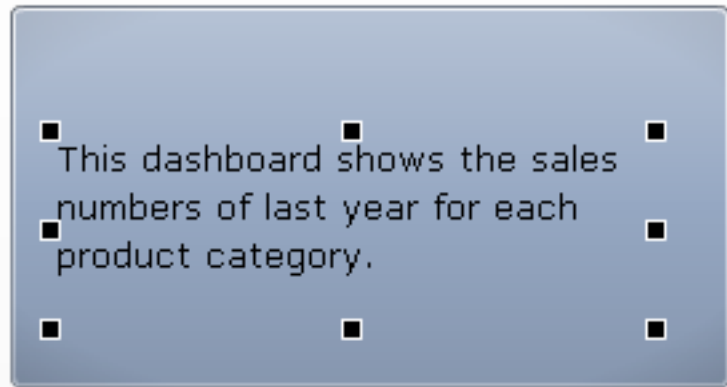 This dashboard shows the sales
numbers of last year for each
product category.